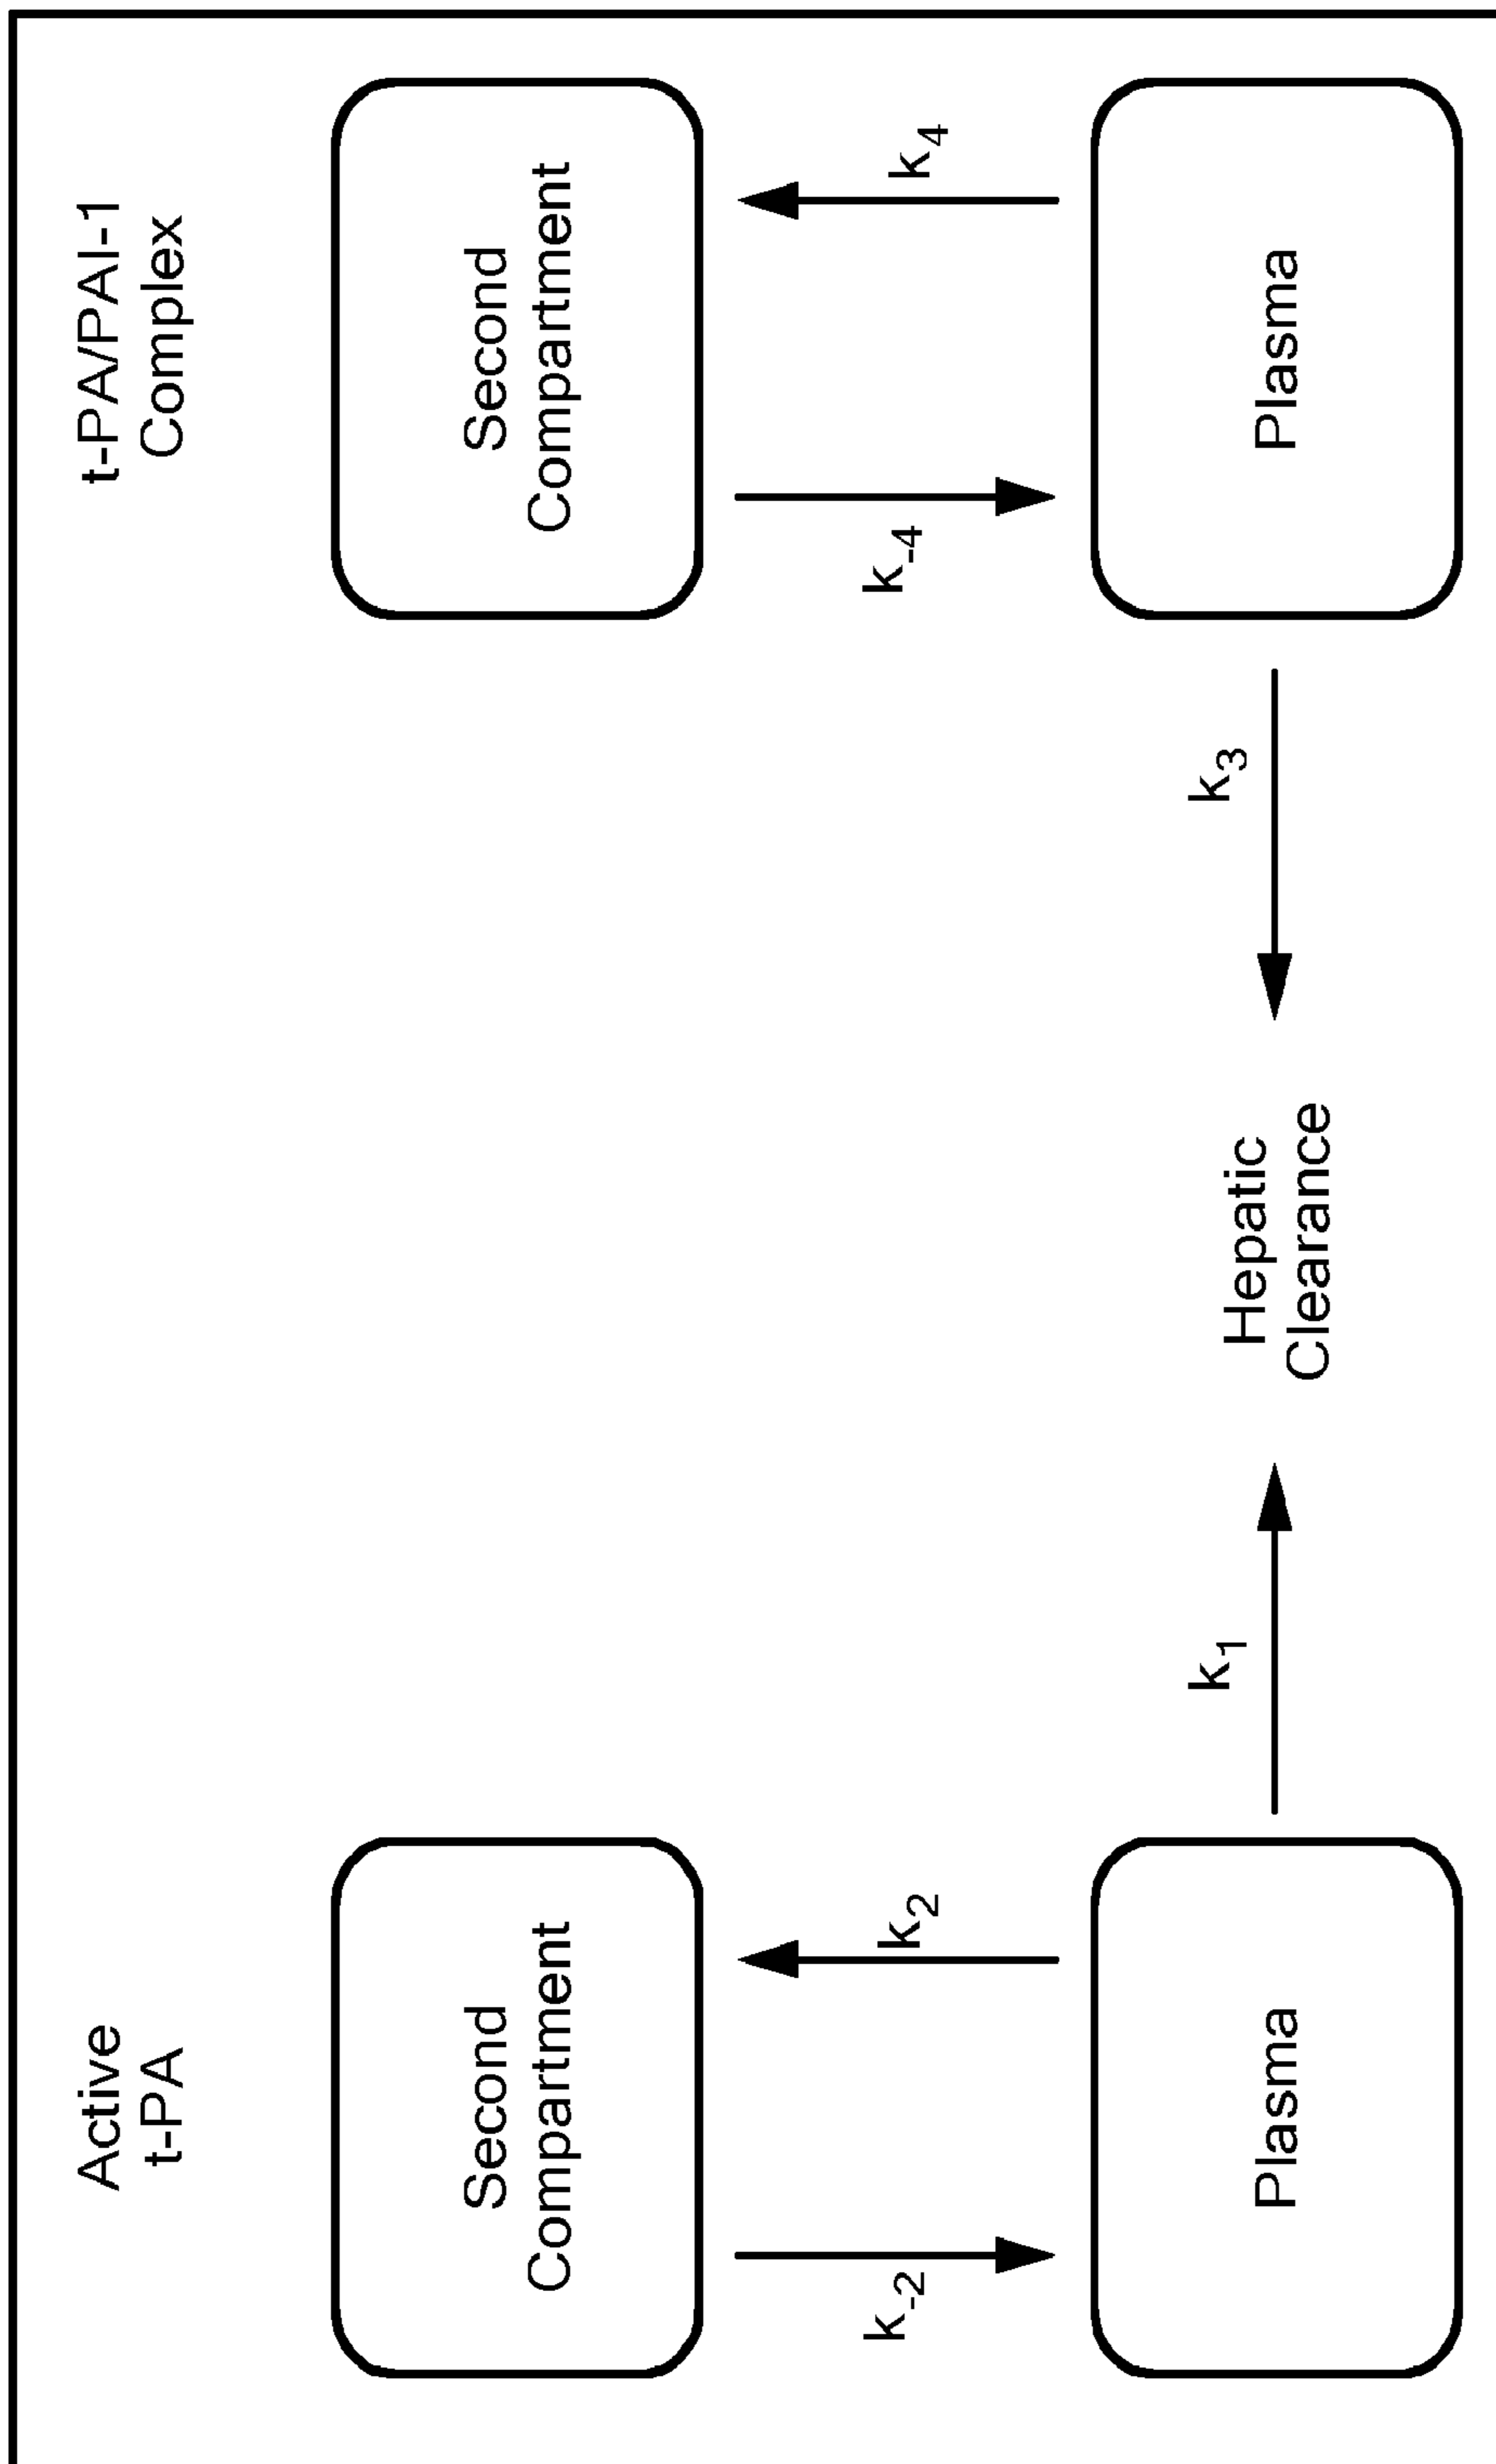 Active
t-PA
t-PA/PAI-1
Complex
Second
Compartment
Second
Compartment
k-2
k2
k-4
k4
Plasma
k1
Hepatic
Clearance
k3
Plasma